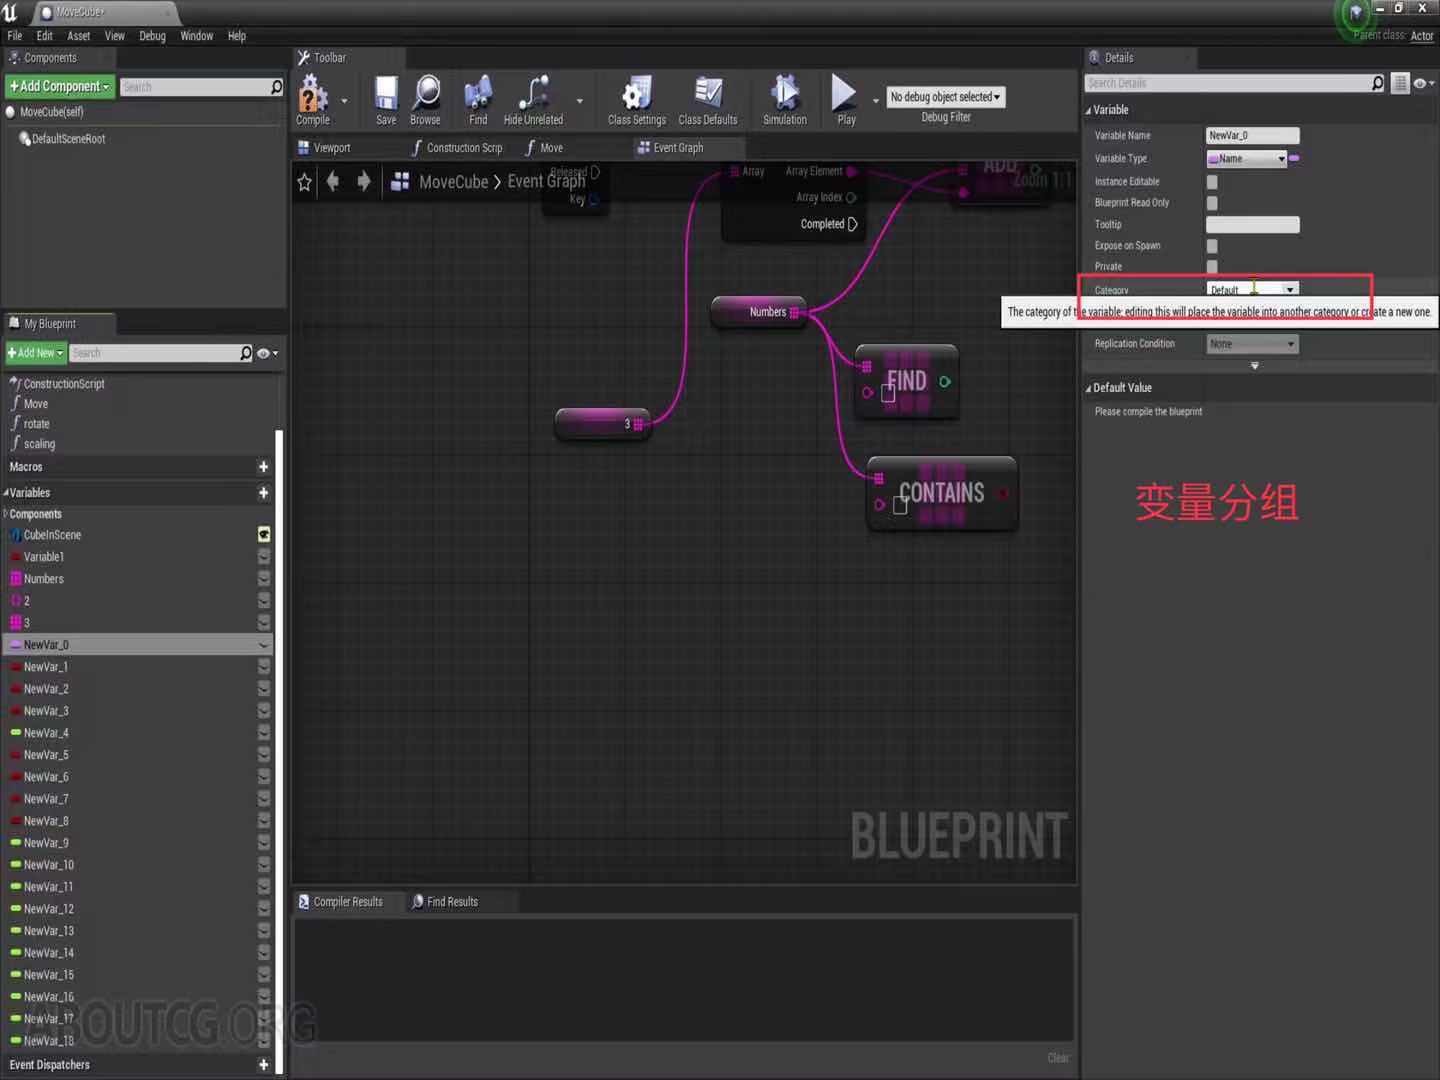 MoveCube*
File Edit Asset View Debug Window Help
Parent class: Actor
Components
+Add Component Search
MoveCube(self)
DefaultSceneRoot
My Blueprint
+Add New Search
ConstructionScript
Move
rotate
scaling
Macros
Variables
Components
CubeInScene
Variable1
Numbers
2
3
NewVar_0
NewVar_1
NewVar_2
NewVar_3
NewVar_4
NewVar_5
NewVar_6
NewVar_7
NewVar_8
NewVar_9
NewVar_10
NewVar_11
NewVar_12
NewVar_13
NewVar_14
NewVar_15
NewVar_16
NewVar_17
NewVar_18
ABOUTCG.ORG
Event Dispatchers
Toolbar
Compile Save Browse Find Hide Unrelated Class Settings Class Defaults Simulation Play
No debug object selected
Debug Filter
Viewport Construction Scrip Move Event Graph
MoveCube > Event Graph
Zoom 1:1
Released
Key
Array Array Element
Array Index
Completed
ADD
Numbers
3
FIND
CONTAINS
BLUEPRINT
Compiler Results Find Results
Clear
Details
Search Details
Variable
Variable Name NewVar_0
Variable Type Name
Instance Editable
Blueprint Read Only
Tooltip
Expose on Spawn
Private
Category Default
The category of the variable; editing this will place the variable into another category or create a new one.
Replication Condition None
Default Value
Please compile the blueprint
变量分组